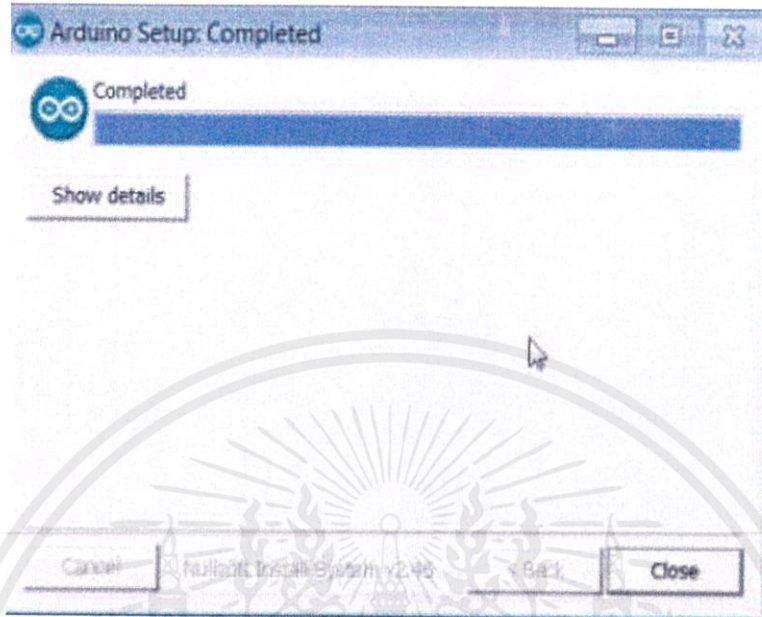 Arduino Setup: Completed
Completed
Show details
Cancel
Nullsoft Install System v2.46
< Back
Close